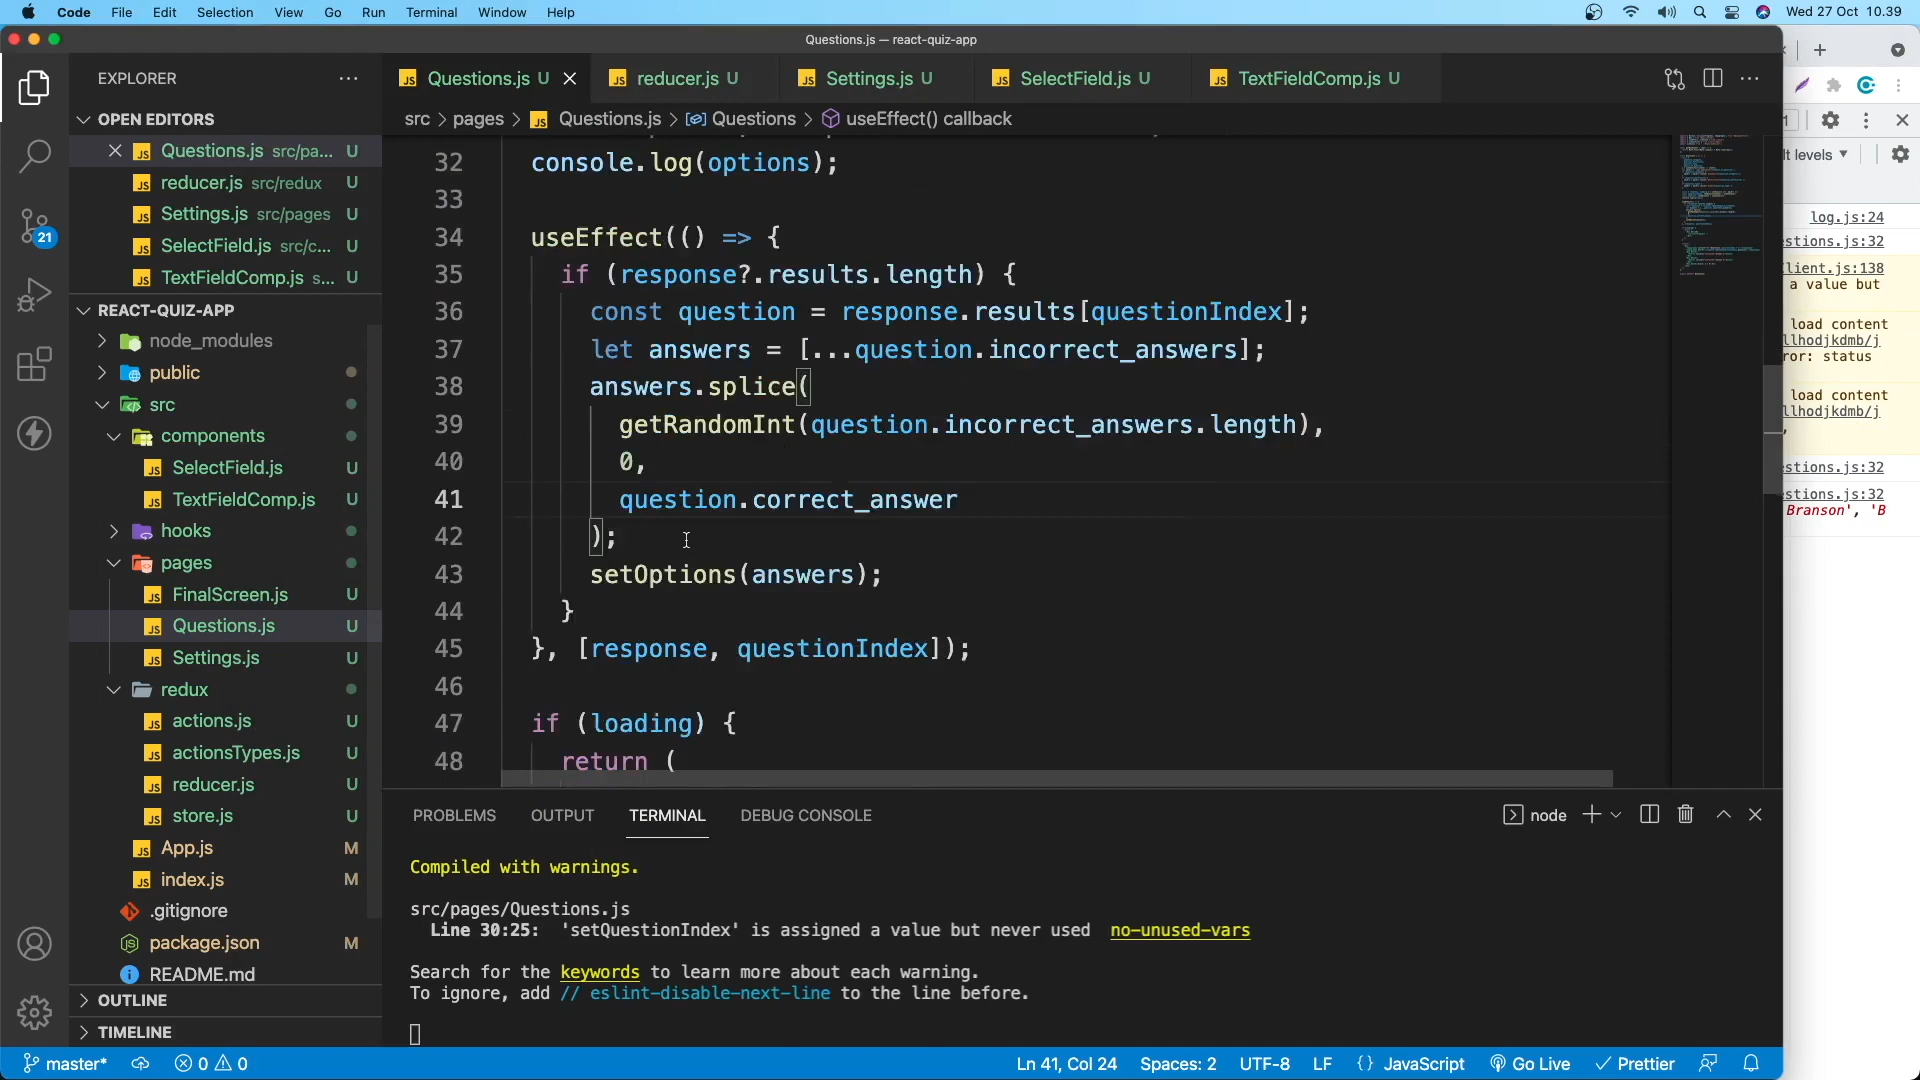 Code File Edit Selection View Go Run Terminal Window Help
Wed 27 Oct 10.39
Questions.js — react-quiz-app
EXPLORER
Questions.js U
reducer.js U
Settings.js U
SelectField.js U
TextFieldComp.js U
src > pages > Questions.js > Questions > useEffect() callback
OPEN EDITORS
Questions.js src/pa... U
reducer.js src/redux U
Settings.js src/pages U
SelectField.js src/c... U
TextFieldComp.js s... U
REACT-QUIZ-APP
node_modules
public
src
components
SelectField.js U
TextFieldComp.js U
hooks
pages
FinalScreen.js U
Questions.js U
Settings.js U
redux
actions.js U
actionsTypes.js U
reducer.js U
store.js U
App.js M
index.js M
.gitignore
package.json M
README.md
OUTLINE
TIMELINE
32 console.log(options);
33
34 useEffect(() => {
35 if (response?.results.length) {
36 const question = response.results[questionIndex];
37 let answers = [...question.incorrect_answers];
38 answers.splice(
39 getRandomInt(question.incorrect_answers.length),
40 0,
41 question.correct_answer
42 );
43 setOptions(answers);
44 }
45 }, [response, questionIndex]);
46
47 if (loading) {
48 return (
PROBLEMS OUTPUT TERMINAL DEBUG CONSOLE
node
Compiled with warnings.
src/pages/Questions.js
Line 30:25: 'setQuestionIndex' is assigned a value but never used no-unused-vars
Search for the keywords to learn more about each warning.
To ignore, add // eslint-disable-next-line to the line before.
21
master* 0 0
Ln 41, Col 24 Spaces: 2 UTF-8 LF {} JavaScript Go Live Prettier
1
lt levels
log.js:24
stions.js:32
lient.js:138
a value but
load content
llhodjkdmb/j
ror: status
load content
llhodjkdmb/j
,
stions.js:32
stions.js:32
Branson', 'B